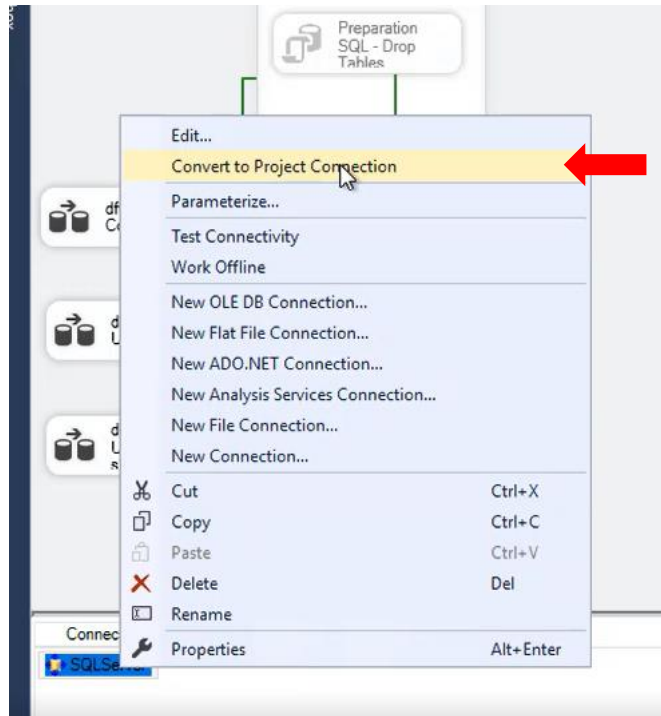 Preparation
SQL - Drop
Tables
Edit...
Convert to Project Connection
Parameterize...
Test Connectivity
Work Offline
New OLE DB Connection...
New Flat File Connection...
New ADO.NET Connection...
New Analysis Services Connection...
New File Connection...
New Connection...
Cut Ctrl+X
Copy Ctrl+C
Paste Ctrl+V
Delete Del
Rename
Properties Alt+Enter